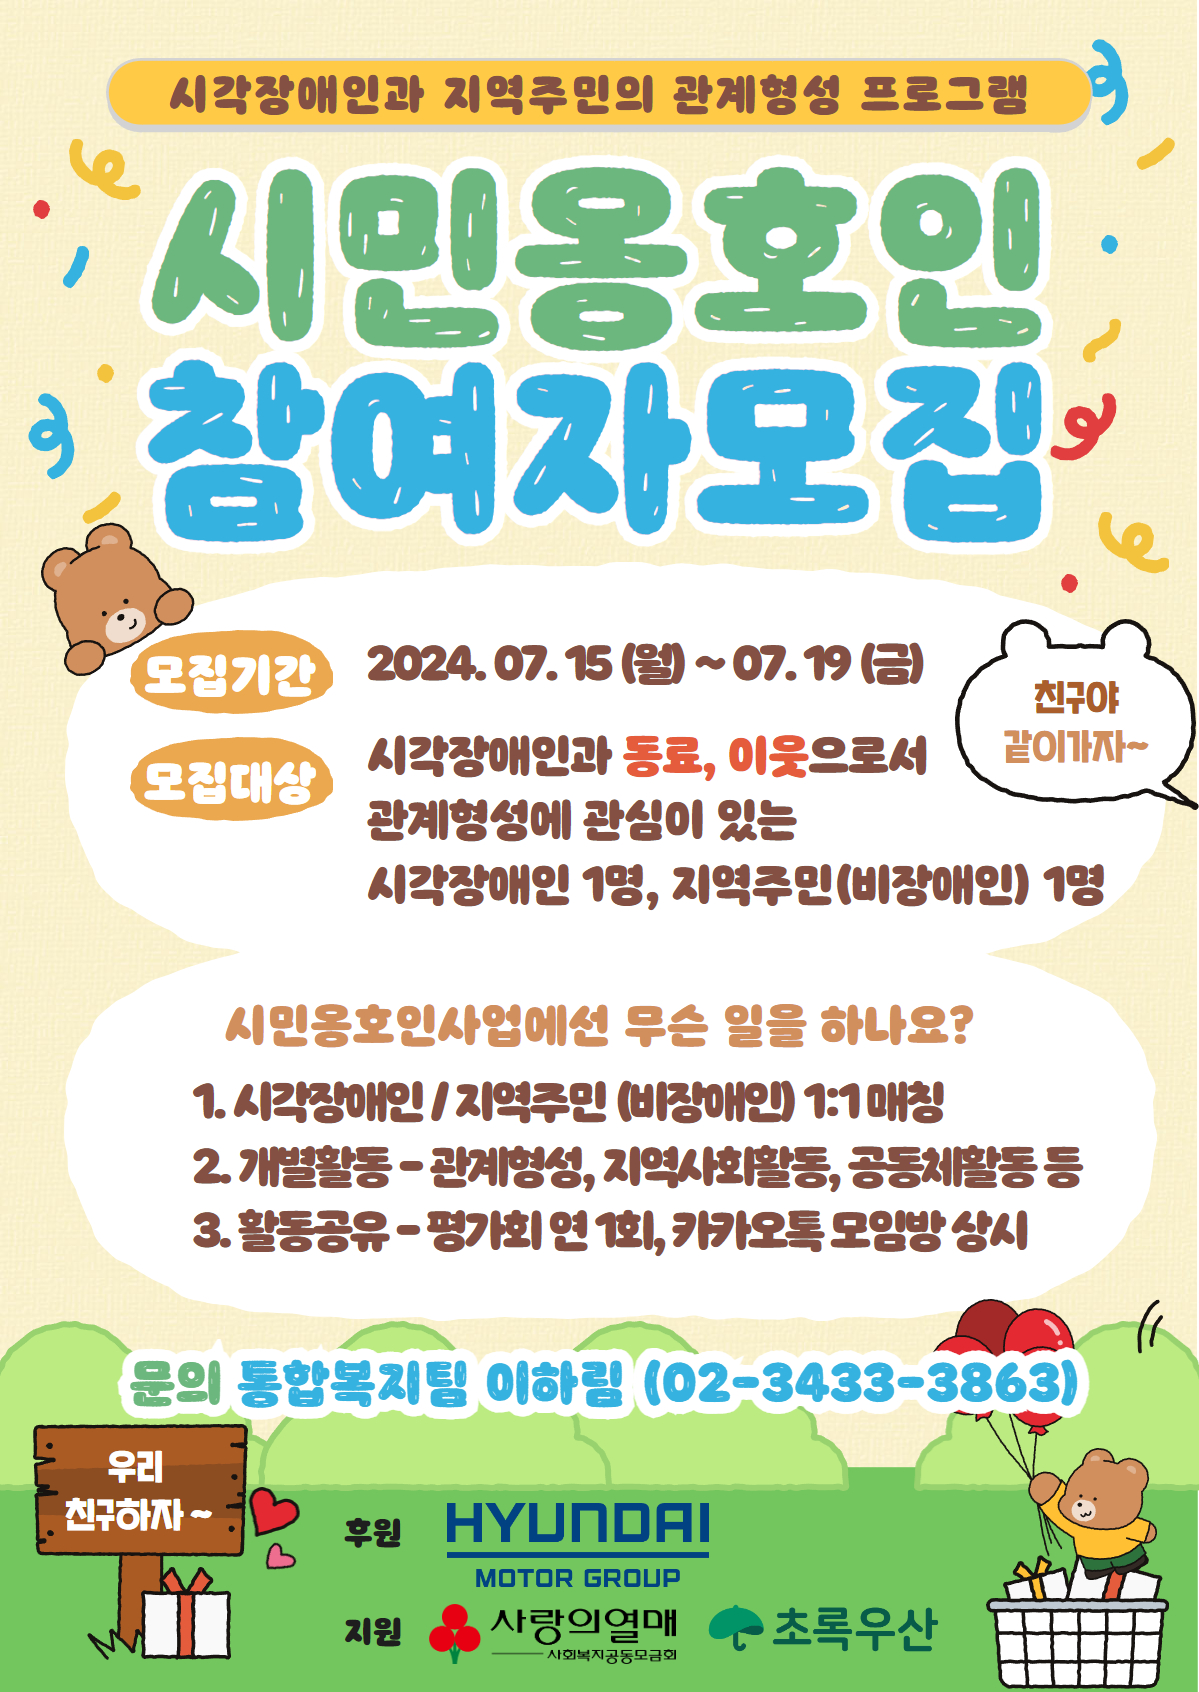 시각장애인과 지역주민의 관계형성 프로그램
시민옹호인
참여자모집
모집기간
2024. 07. 15 (월) ~ 07. 19 (금)
모집대상
시각장애인과 동료, 이웃으로서
관계형성에 관심이 있는
시각장애인 1명, 지역주민(비장애인) 1명
친구야
같이가자~
시민옹호인사업에선 무슨 일을 하나요?
1. 시각장애인 / 지역주민 (비장애인) 1:1 매칭
2. 개별활동 - 관계형성, 지역사회활동, 공동체활동 등
3. 활동공유 - 평가회 연 1회, 카카오톡 모임방 상시
문의 통합복지팀 이하림 (02-3433-3863)
우리
친구하자 ~
후원
HYUNDAI
MOTOR GROUP
지원
사랑의열매
사회복지공동모금회
초록우산